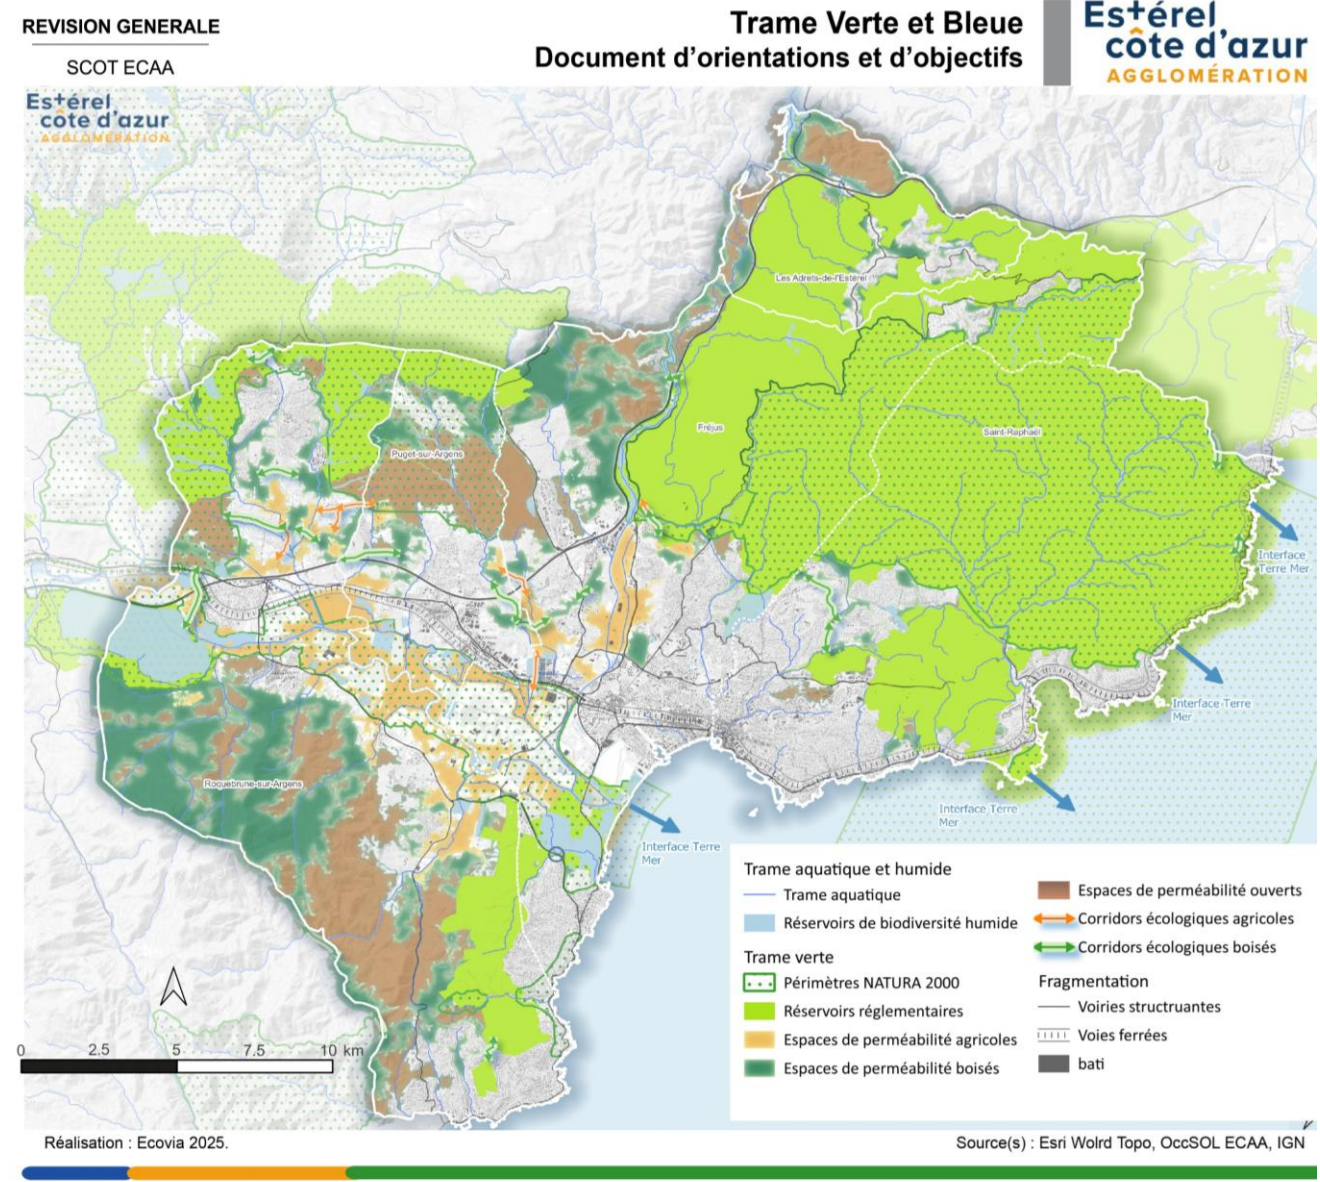 REVISION GENERALE
SCOT ECAA
Trame Verte et Bleue
Document d'orientations et d'objectifs
Estérel
côte d'azur
AGGLOMÉRATION
Estérel
côte d'azur
AGGLOMÉRATION
Les Adrets-de-l'Estérel
Fréjus
Saint-Raphaël
Puget-sur-Argens
Roquebrune-sur-Argens
Interface
Terre Mer
Interface Terre
Mer
Interface Terre
Mer
Interface Terre
Mer
Trame aquatique et humide
Trame aquatique
Réservoirs de biodiversité humide
Trame verte
Périmètres NATURA 2000
Réservoirs réglementaires
Espaces de perméabilité agricoles
Espaces de perméabilité boisés
Espaces de perméabilité ouverts
Corridors écologiques agricoles
Corridors écologiques boisés
Fragmentation
Voiries structruantes
Voies ferrées
bati
0 2.5 5 7.5 10 km
Réalisation : Ecovia 2025.
Source(s) : Esri Wolrd Topo, OccSOL ECAA, IGN